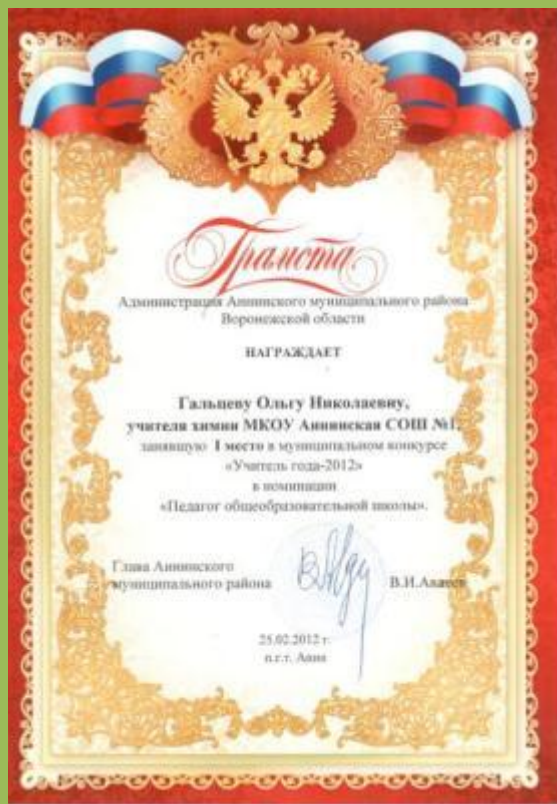 Грамота
Администрация Аннинского муниципального района
Воронежской области
НАГРАЖДАЕТ
Гальцеву Ольгу Николаевну,
учителя химии МКОУ Аннинская СОШ №1,
занявшую I место в муниципальном конкурсе
«Учитель года-2012»
в номинации
«Педагог общеобразовательной школы».
Глава Аннинского
муниципального района В.И.Авдеев
25.02.2012 г.
п.г.т. Анна